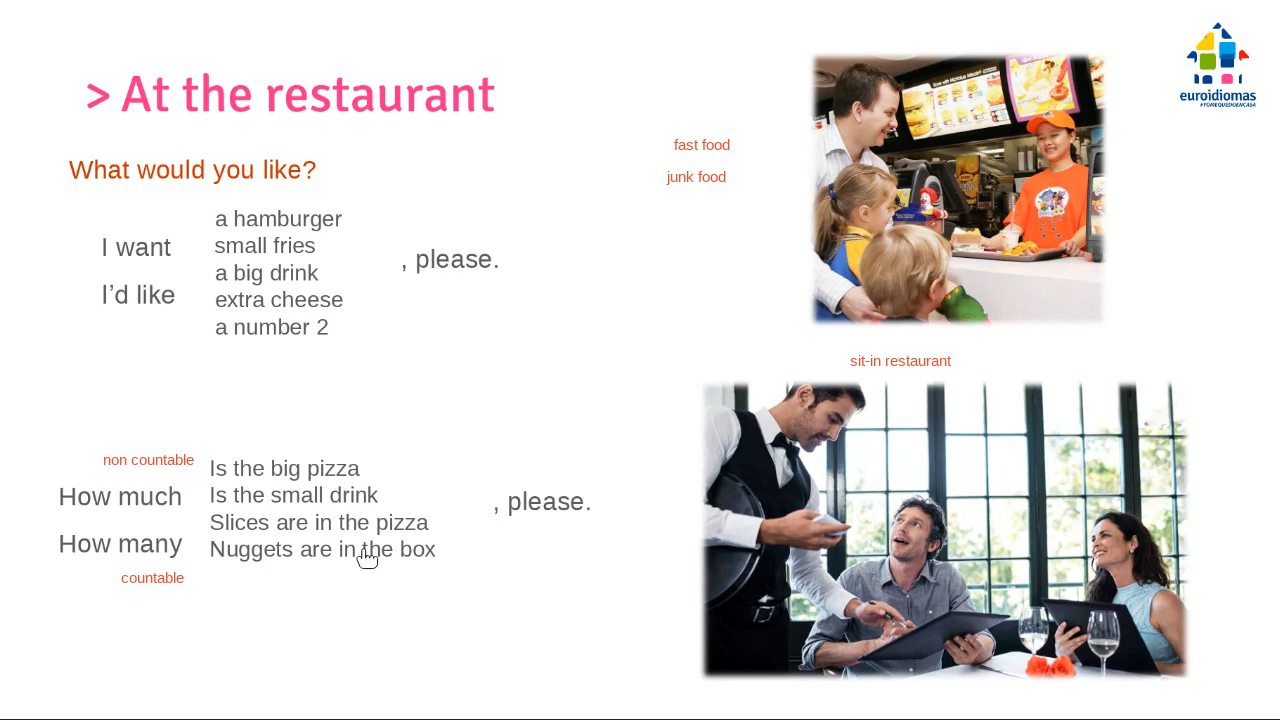 > At the restaurant
euroidiomas
#YOMEQUEDOENCASA
What would you like?
I want
I'd like
a hamburger
small fries
a big drink
extra cheese
a number 2
, please.
fast food
junk food
sit-in restaurant
non countable
How much
How many
countable
Is the big pizza
Is the small drink
Slices are in the pizza
Nuggets are in the box
, please.